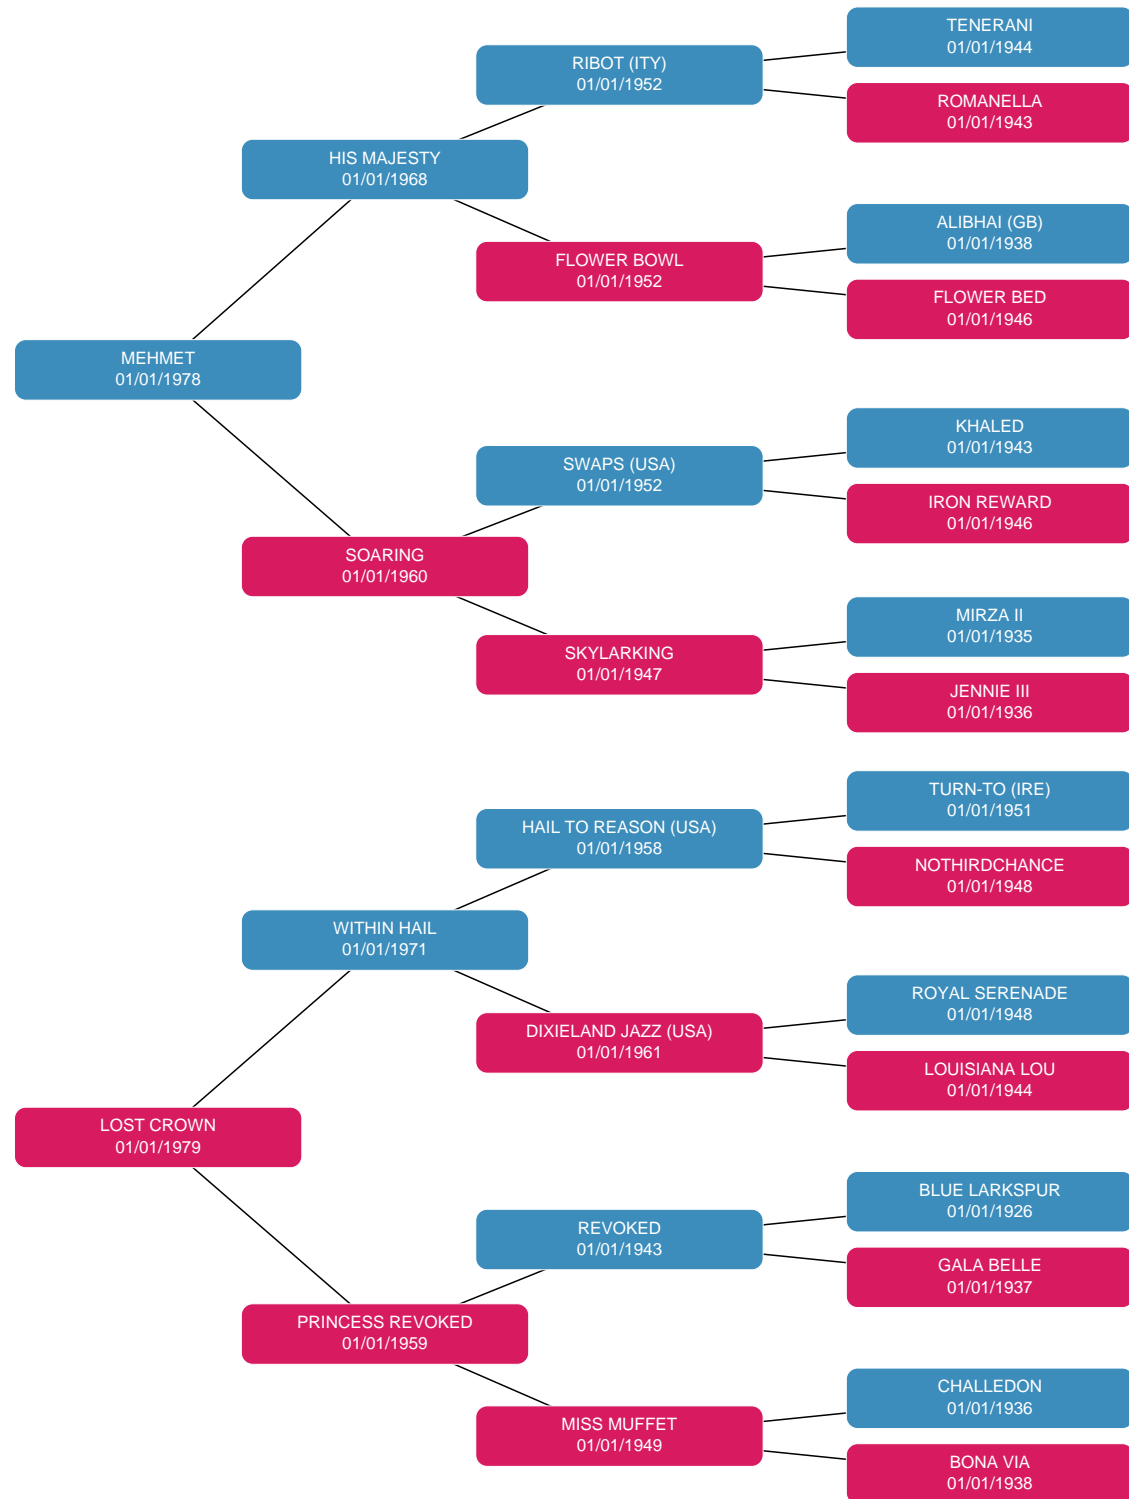 TENERANI
01/01/1944
RIBOT (ITY)
01/01/1952
ROMANELLA
01/01/1943
HIS MAJESTY
01/01/1968
ALIBHAI (GB)
01/01/1938
FLOWER BOWL
01/01/1952
FLOWER BED
01/01/1946
MEHMET
01/01/1978
KHALED
01/01/1943
SWAPS (USA)
01/01/1952
IRON REWARD
01/01/1946
SOARING
01/01/1960
MIRZA II
01/01/1935
SKYLARKING
01/01/1947
JENNIE III
01/01/1936
TURN-TO (IRE)
01/01/1951
HAIL TO REASON (USA)
01/01/1958
NOTHIRDCHANCE
01/01/1948
WITHIN HAIL
01/01/1971
ROYAL SERENADE
01/01/1948
DIXIELAND JAZZ (USA)
01/01/1961
LOUISIANA LOU
01/01/1944
LOST CROWN
01/01/1979
BLUE LARKSPUR
01/01/1926
REVOKED
01/01/1943
GALA BELLE
01/01/1937
PRINCESS REVOKED
01/01/1959
CHALLEDON
01/01/1936
MISS MUFFET
01/01/1949
BONA VIA
01/01/1938